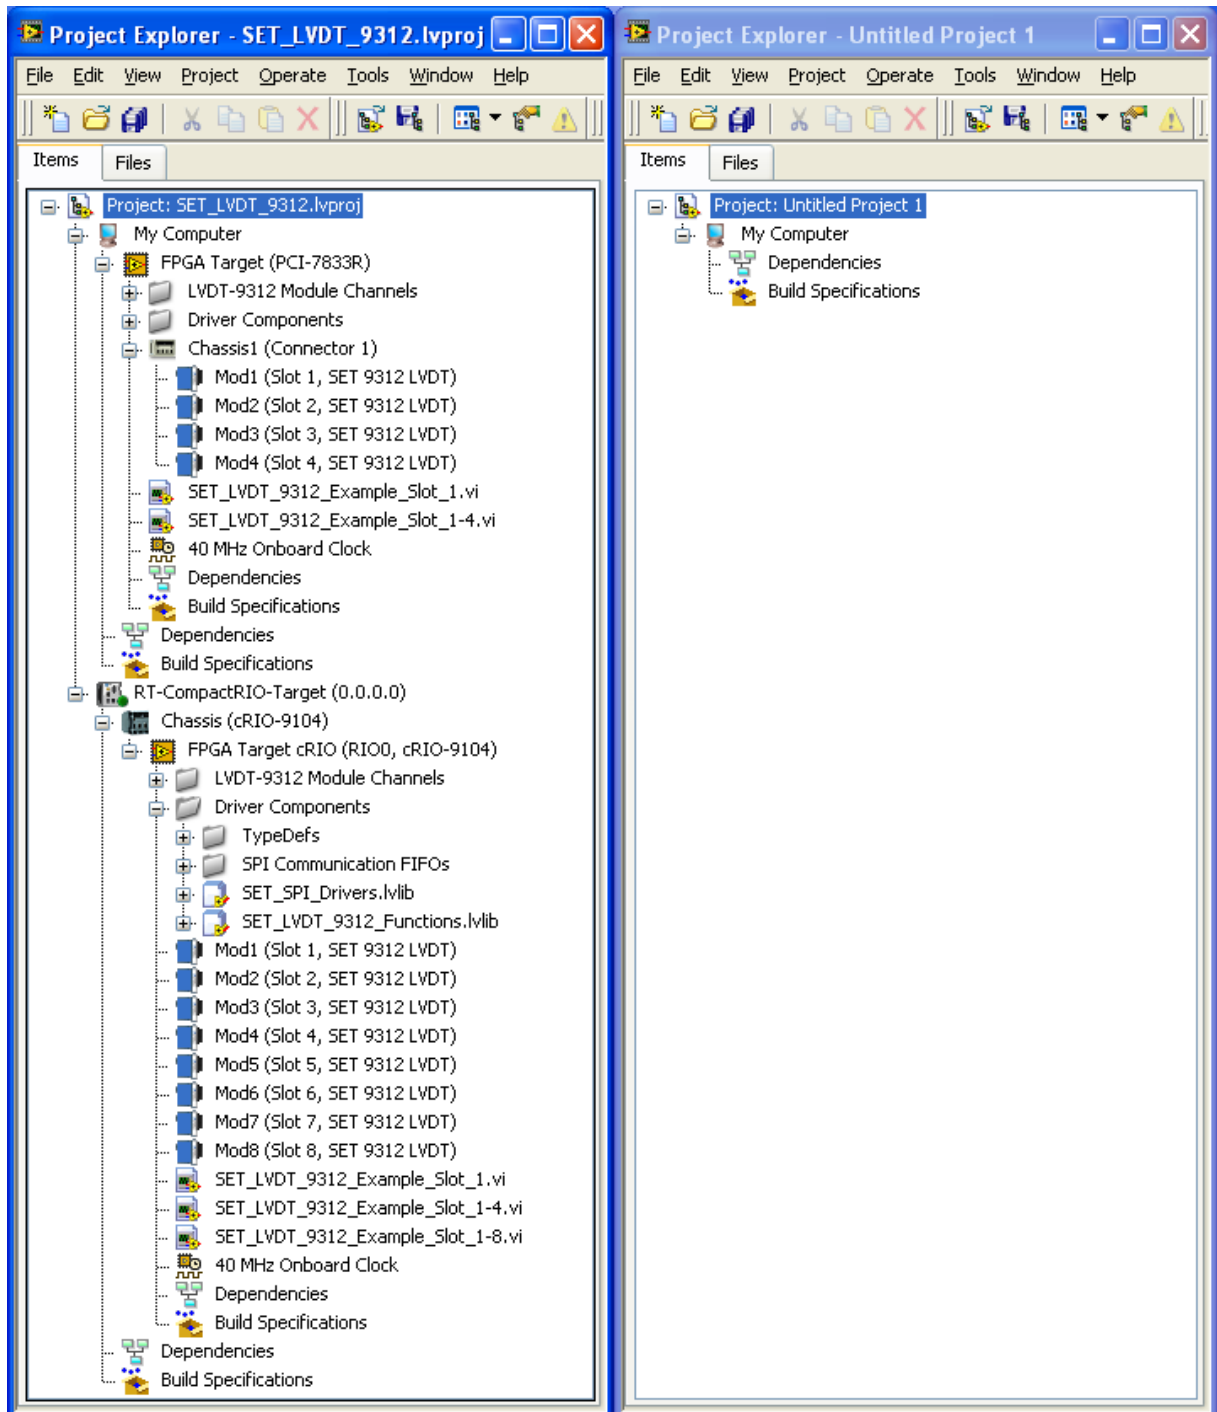 Project Explorer - SET_LVDT_9312.lvproj
File Edit View Project Operate Tools Window Help
Items Files
Project: SET_LVDT_9312.lvproj
My Computer
FPGA Target (PCI-7833R)
LVDT-9312 Module Channels
Driver Components
Chassis1 (Connector 1)
Mod1 (Slot 1, SET 9312 LVDT)
Mod2 (Slot 2, SET 9312 LVDT)
Mod3 (Slot 3, SET 9312 LVDT)
Mod4 (Slot 4, SET 9312 LVDT)
SET_LVDT_9312_Example_Slot_1.vi
SET_LVDT_9312_Example_Slot_1-4.vi
40 MHz Onboard Clock
Dependencies
Build Specifications
Dependencies
Build Specifications
RT-CompactRIO-Target (0.0.0.0)
Chassis (cRIO-9104)
FPGA Target cRIO (RIO0, cRIO-9104)
LVDT-9312 Module Channels
Driver Components
TypeDefs
SPI Communication FIFOs
SET_SPI_Drivers.lvlib
SET_LVDT_9312_Functions.lvlib
Mod1 (Slot 1, SET 9312 LVDT)
Mod2 (Slot 2, SET 9312 LVDT)
Mod3 (Slot 3, SET 9312 LVDT)
Mod4 (Slot 4, SET 9312 LVDT)
Mod5 (Slot 5, SET 9312 LVDT)
Mod6 (Slot 6, SET 9312 LVDT)
Mod7 (Slot 7, SET 9312 LVDT)
Mod8 (Slot 8, SET 9312 LVDT)
SET_LVDT_9312_Example_Slot_1.vi
SET_LVDT_9312_Example_Slot_1-4.vi
SET_LVDT_9312_Example_Slot_1-8.vi
40 MHz Onboard Clock
Dependencies
Build Specifications
Dependencies
Build Specifications
Project Explorer - Untitled Project 1
File Edit View Project Operate Tools Window Help
Items Files
Project: Untitled Project 1
My Computer
Dependencies
Build Specifications